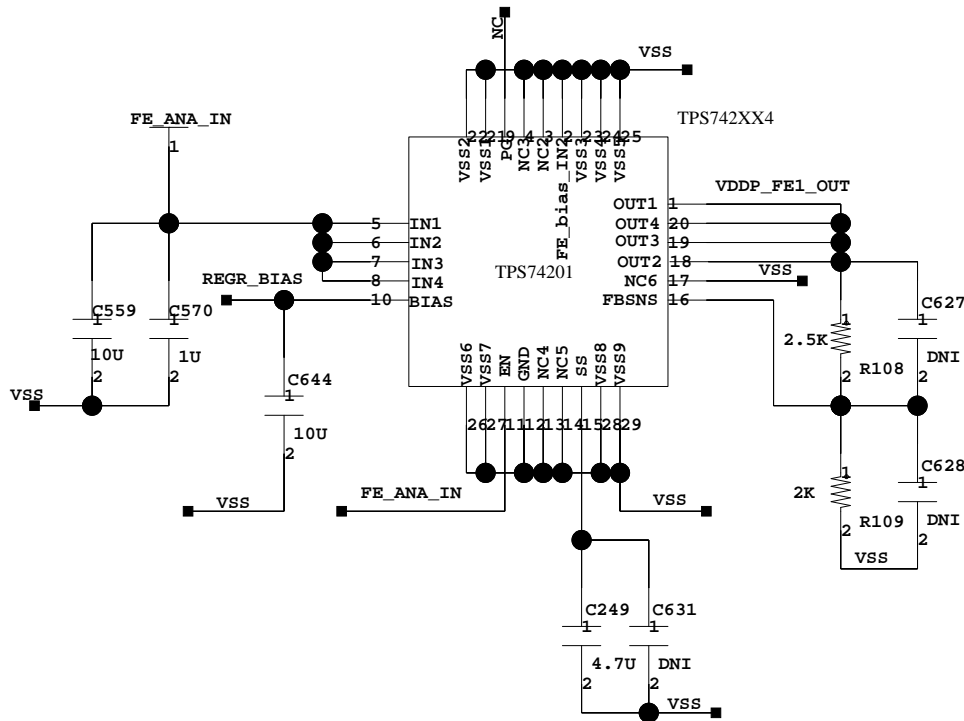 NC
VSS
TPS742XX4
FE_ANA_IN
1
22 21 9 4 3 2 23 24 25
VSS2 VSS1 PG NC3 NC2 FE_bias_IN2 VSS3 VSS4 VSS5
VDDP_FE1_OUT
OUT1 1
5 IN1 OUT4 20
6 IN2 OUT3 19
7 IN3 OUT2 18
8 IN4 NC6 17 VSS
REGR_BIAS
10 BIAS FBSNS 16
TPS74201
C559 C570 C627
1 1 1 1
10U 1U 2.5K DNI
R108
2 2 2 2
VSS
VSS6 VSS7 EN GND NC4 NC5 SS VSS8 VSS9
26 27 11 12 13 14 15 28 29
C644
1
10U
2
VSS
C628
1 1
2K DNI
R109
2 2
VSS
FE_ANA_IN
VSS
C249 C631
1 1
4.7U DNI
2 2
VSS